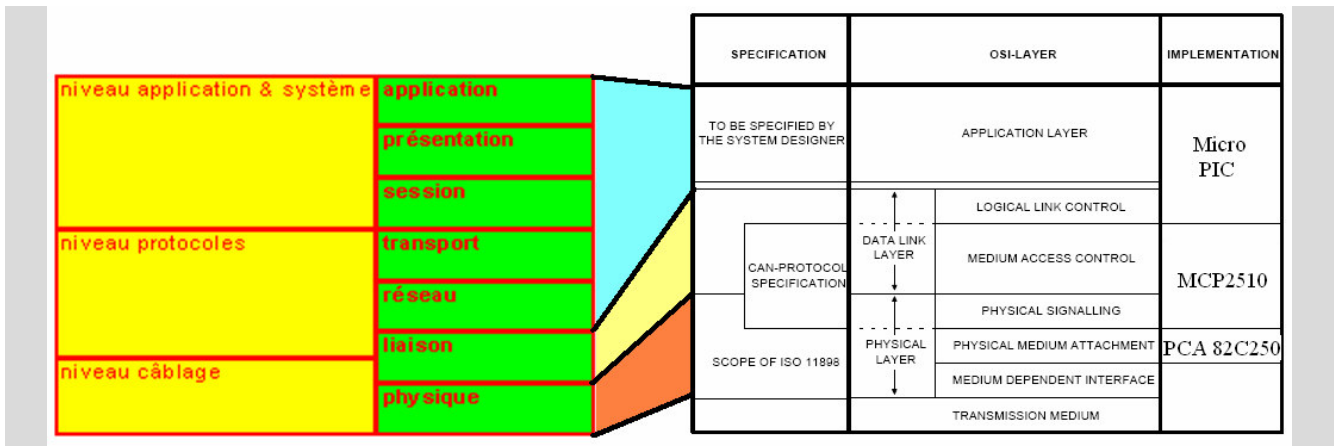 niveau application & système
application
présentation
session
niveau protocoles
transport
réseau
liaison
niveau câblage
physique
SPECIFICATION
OSI-LAYER
IMPLEMENTATION
TO BE SPECIFIED BY
THE SYSTEM DESIGNER
APPLICATION LAYER
Micro
PIC
LOGICAL LINK CONTROL
DATA LINK
LAYER
MEDIUM ACCESS CONTROL
CAN-PROTOCOL
SPECIFICATION
MCP2510
PHYSICAL SIGNALLING
PHYSICAL
LAYER
PHYSICAL MEDIUM ATTACHMENT
PCA 82C250
SCOPE OF ISO 11898
MEDIUM DEPENDENT INTERFACE
TRANSMISSION MEDIUM